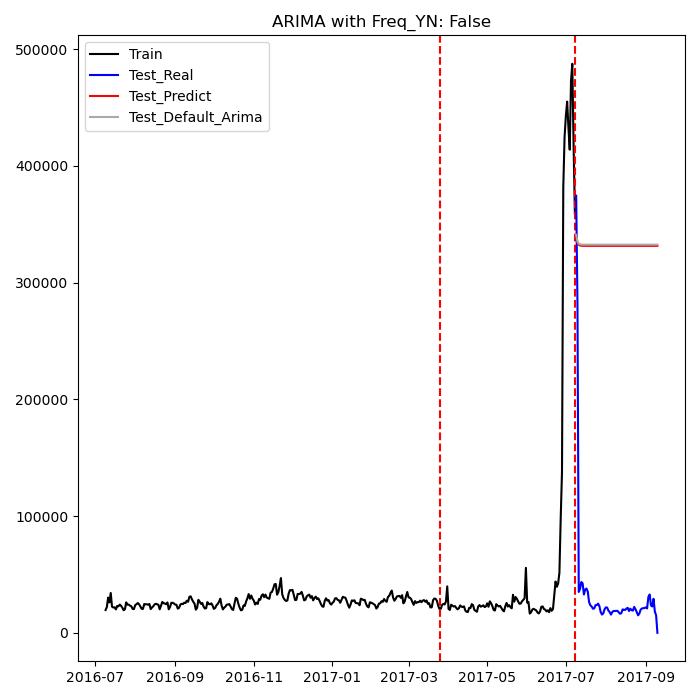 ARIMA with Freq_YN: False
Train
Test_Real
Test_Predict
Test_Default_Arima
500000
400000
300000
200000
100000
0
2016-07 2016-09 2016-11 2017-01 2017-03 2017-05 2017-07 2017-09